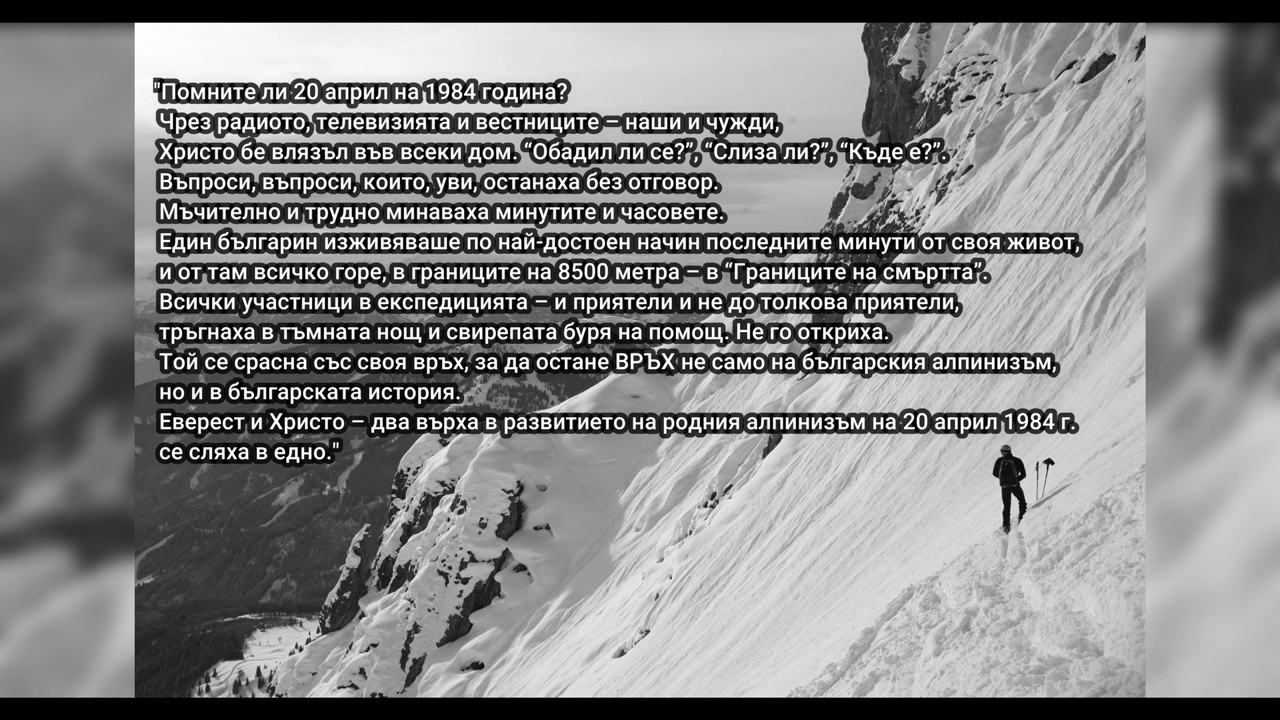 "Помните ли 20 април на 1984 година?
Чрез радиото, телевизията и вестниците – наши и чужди,
Христо бе влязъл във всеки дом. “Обадил ли се?”, “Слиза ли?”, “Къде е?”.
Въпроси, въпроси, които, уви, останаха без отговор.
Мъчително и трудно минаваха минутите и часовете.
Един българин изживяваше по най-достоен начин последните минути от своя живот,
и от там всичко горе, в границите на 8500 метра – в “Границите на смъртта”.
Всички участници в експедицията – и приятели и не до толкова приятели,
тръгнаха в тъмната нощ и свирепата буря на помощ. Не го откриха.
Той се срасна със своя връх, за да остане ВРЪХ не само на българския алпинизъм,
но и в българската история.
Еверест и Христо – два върха в развитието на родния алпинизъм на 20 април 1984 г.
се сляха в едно."